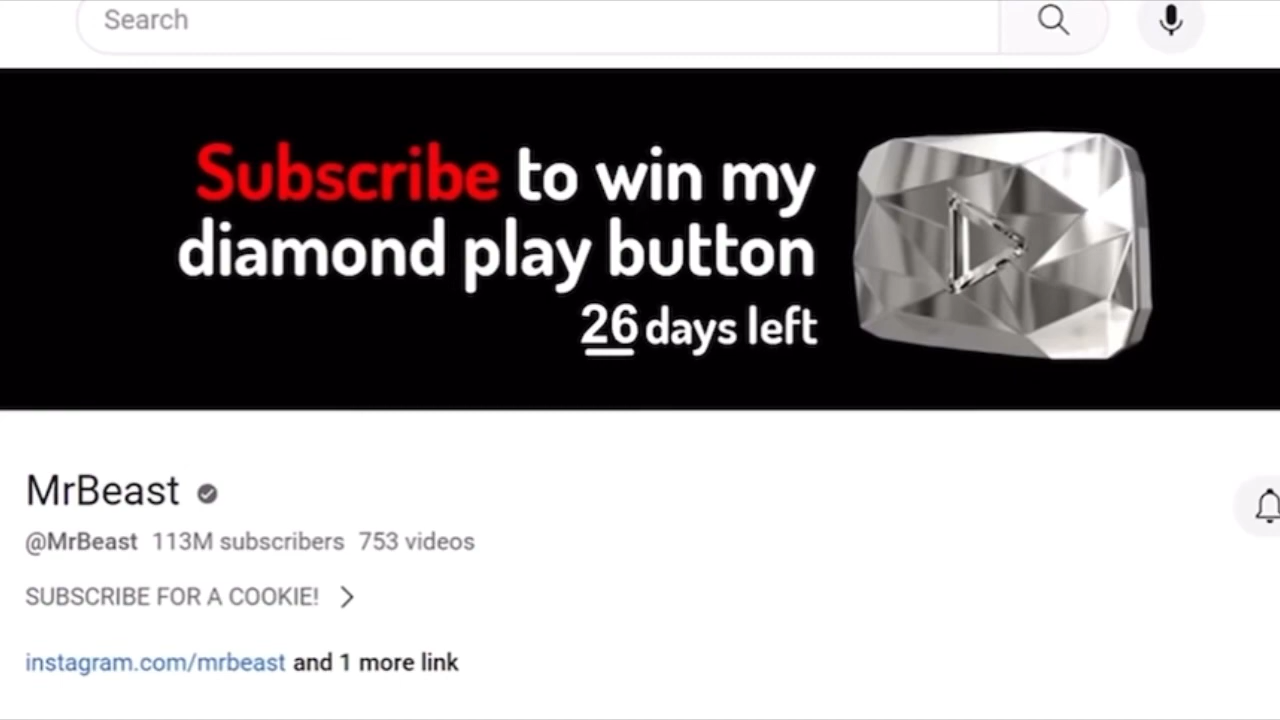 Search
Subscribe to win my
diamond play button
26 days left
MrBeast
@MrBeast 113M subscribers 753 videos
SUBSCRIBE FOR A COOKIE!
instagram.com/mrbeast and 1 more link